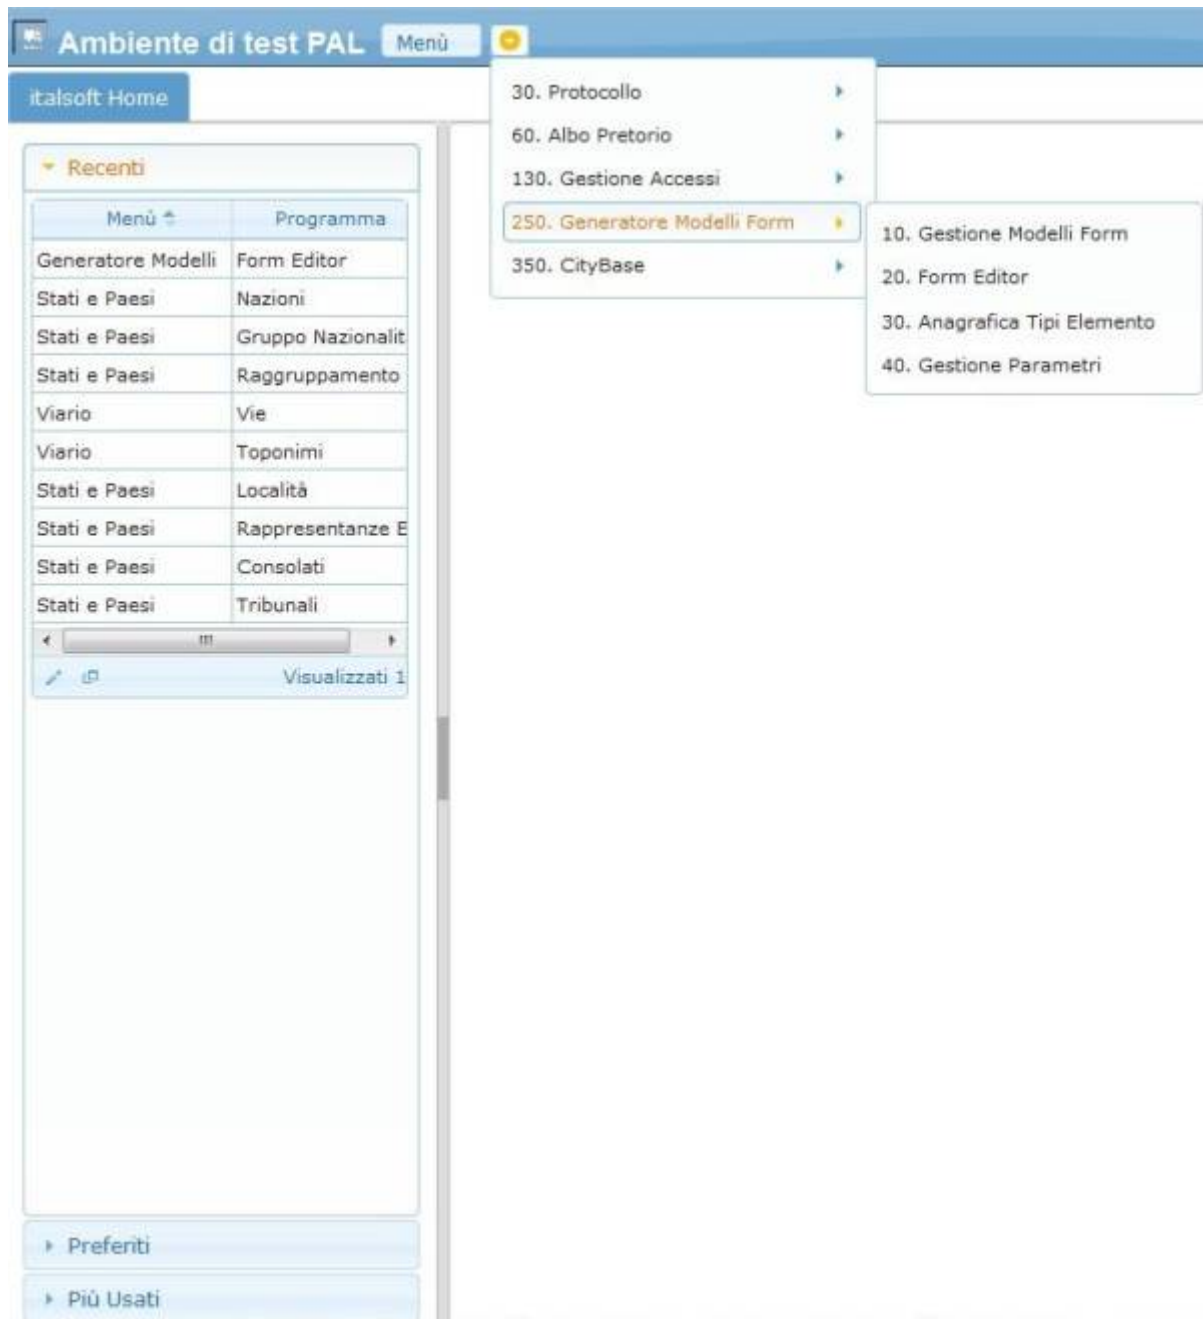 Ambiente di test PAL Menù
italsoft Home
30. Protocollo
60. Albo Pretorio
130. Gestione Accessi
250. Generatore Modelli Form
350. CityBase
10. Gestione Modelli Form
20. Form Editor
30. Anagrafica Tipi Elemento
40. Gestione Parametri
Recenti
Menù Programma
Generatore Modelli Form Editor
Stati e Paesi Nazioni
Stati e Paesi Gruppo Nazionalit
Stati e Paesi Raggruppamento
Viario Vie
Viario Toponimi
Stati e Paesi Località
Stati e Paesi Rappresentanze E
Stati e Paesi Consolati
Stati e Paesi Tribunali
Visualizzati 1
Preferiti
Più Usati